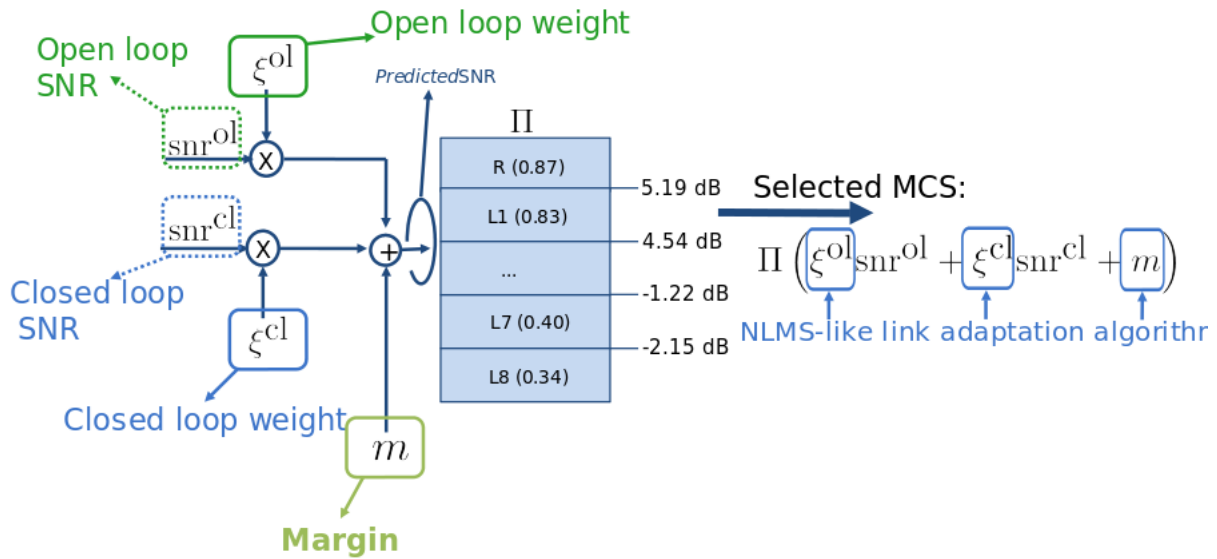 Open loop weight
Open loop
SNR
ξ^ol
PredictedSNR
snr^ol
X
Π
R (0.87)
5.19 dB
L1 (0.83)
4.54 dB
...
-1.22 dB
L7 (0.40)
-2.15 dB
L8 (0.34)
snr^cl
X
+
Closed loop
SNR
ξ^cl
Closed loop weight
m
Margin
Selected MCS:
Π (ξ^ol snr^ol + ξ^cl snr^cl + m)
NLMS-like link adaptation algorithm